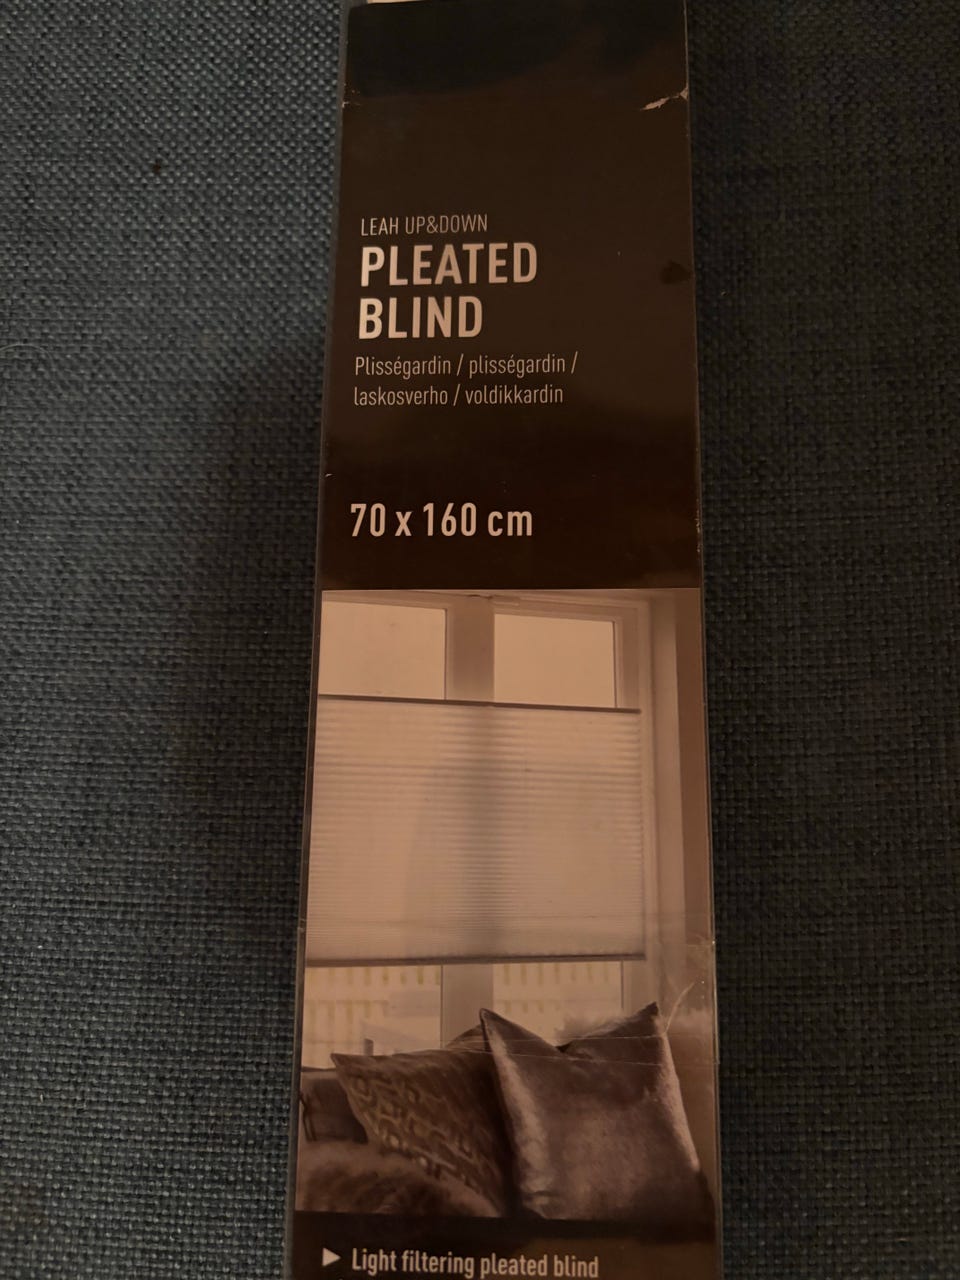 LEAH UP&DOWN
PLEATED
BLIND
Plisségardin / plisségardin /
laskosverho / voldikkardin
70 x 160 cm
► Light filtering pleated blind